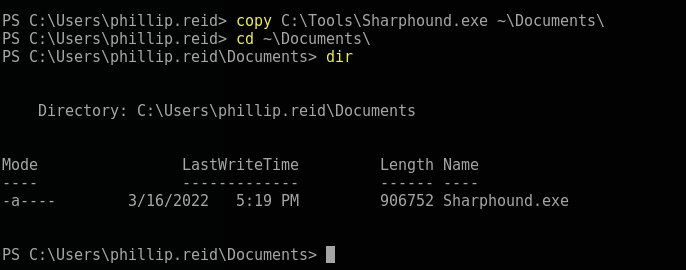 PS C:\Users\phillip.reid> copy C:\Tools\Sharphound.exe ~\Documents\
PS C:\Users\phillip.reid> cd ~\Documents\
PS C:\Users\phillip.reid\Documents> dir
Directory: C:\Users\phillip.reid\Documents
Mode                LastWriteTime         Length Name
----                -------------         ------ ----
-a----        3/16/2022   5:19 PM         906752 Sharphound.exe
PS C:\Users\phillip.reid\Documents>